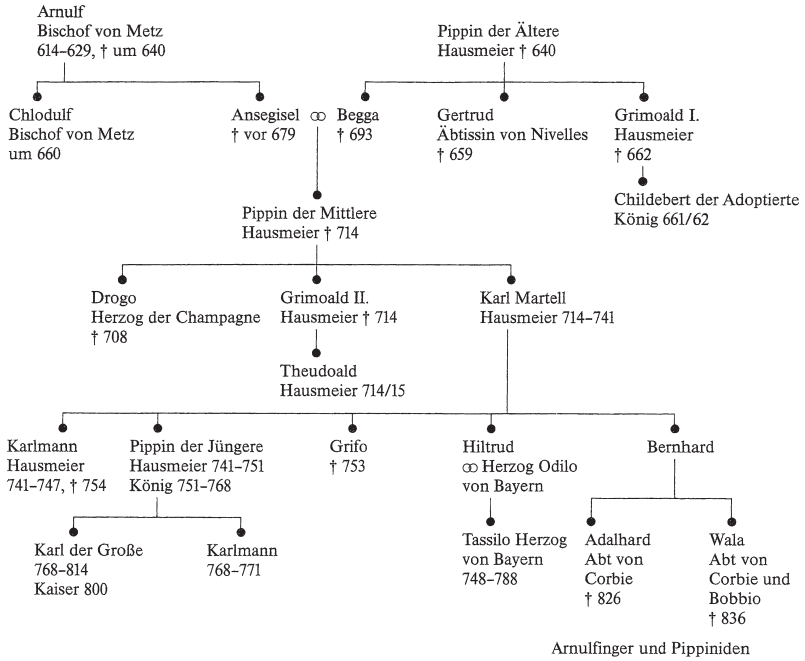 Arnulf
Bischof von Metz
614–629, † um 640
Pippin der Ältere
Hausmeier † 640
Chlodulf
Bischof von Metz
um 660
Ansegisel ⚭ Begga
† vor 679
† 693
Gertrud
Äbtissin von Nivelles
† 659
Grimoald I.
Hausmeier
† 662
Childebert der Adoptierte
König 661/62
Pippin der Mittlere
Hausmeier † 714
Drogo
Herzog der Champagne
† 708
Grimoald II.
Hausmeier † 714
Karl Martell
Hausmeier 714–741
Theudoald
Hausmeier 714/15
Karlmann
Hausmeier
741–747, † 754
Pippin der Jüngere
Hausmeier 741–751
König 751–768
Grifo
† 753
Hiltrud
⚭ Herzog Odilo
von Bayern
Bernhard
Karl der Große
768–814
Kaiser 800
Karlmann
768–771
Tassilo Herzog
von Bayern
748–788
Adalhard
Abt von
Corbie
† 826
Wala
Abt von
Corbie und
Bobbio
† 836
Arnulfinger und Pippiniden